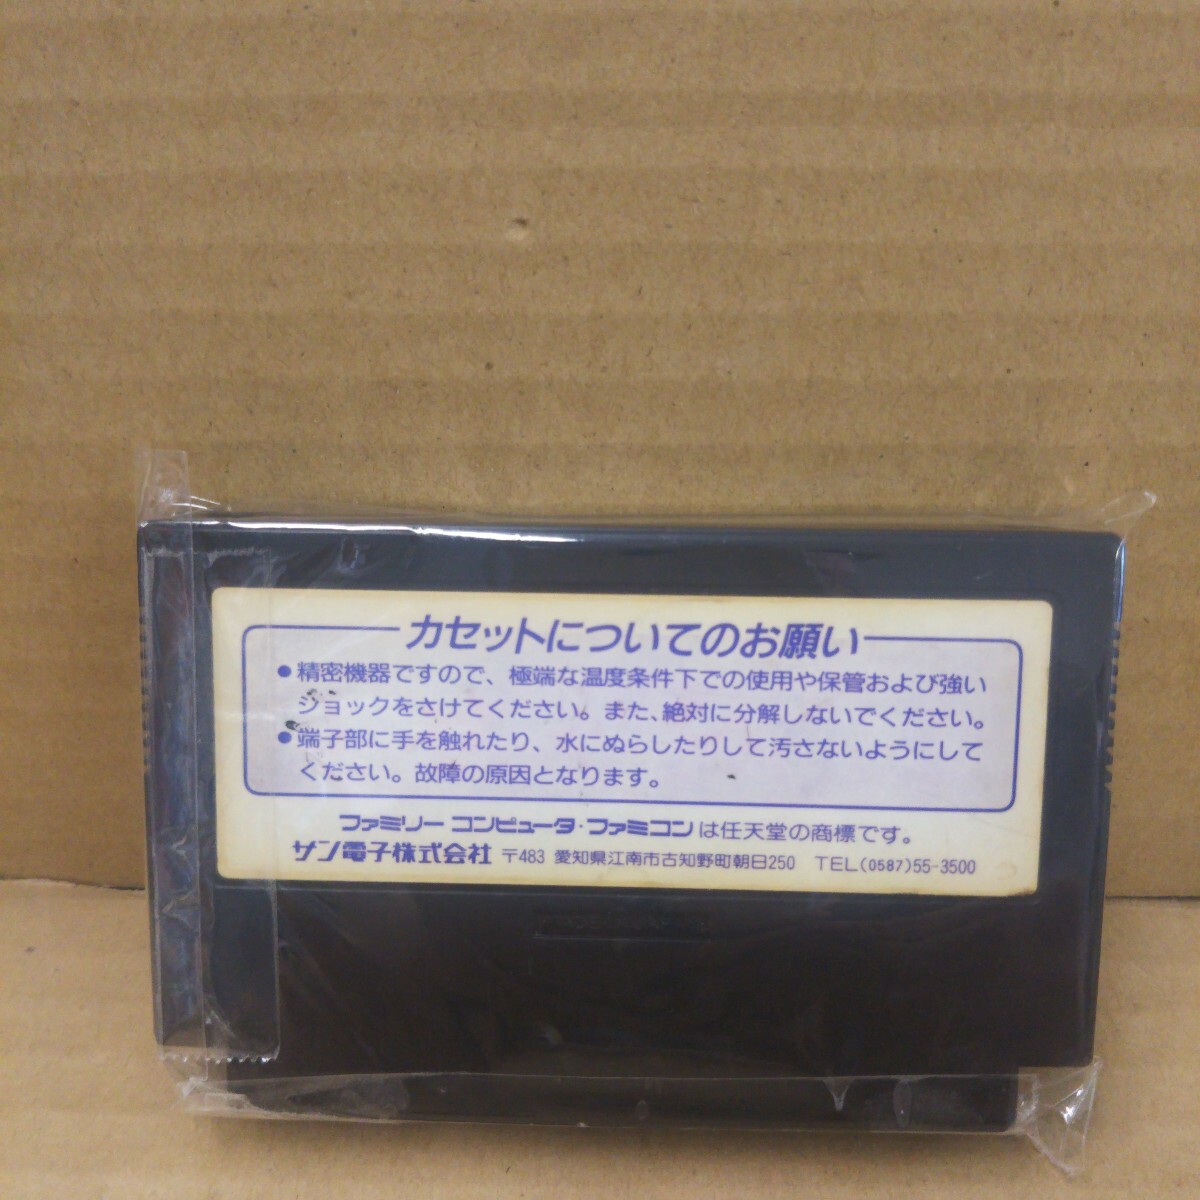 カセットについてのお願い
●精密機器ですので、極端な温度条件下での使用や保管および強い
ショックをさけてください。また、絶対に分解しないでください。
●端子部に手を触れたり、水にぬらしたりして汚さないようにして
ください。故障の原因となります。
ファミリー コンピュータ・ファミコンは任天堂の商標です。
サン電子株式会社 〒483 愛知県江南市古知野町朝日250 TEL(0587)55-3500